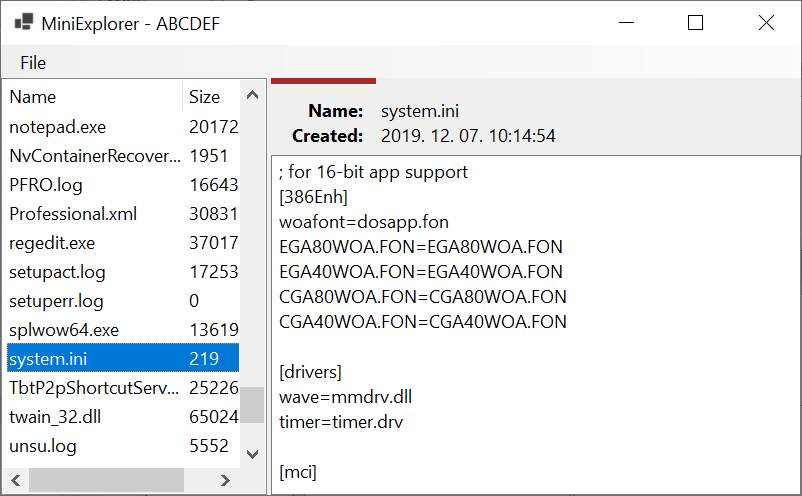 MiniExplorer - ABCDEF
File
Name Size
notepad.exe 20172
NvContainerRecover... 1951
PFRO.log 16643
Professional.xml 30831
regedit.exe 37017
setupact.log 17253
setuperr.log 0
splwow64.exe 13619
system.ini 219
TbtP2pShortcutServ... 25226
twain_32.dll 65024
unsu.log 5552
Name: system.ini
Created: 2019. 12. 07. 10:14:54
; for 16-bit app support
[386Enh]
woafont=dosapp.fon
EGA80WOA.FON=EGA80WOA.FON
EGA40WOA.FON=EGA40WOA.FON
CGA80WOA.FON=CGA80WOA.FON
CGA40WOA.FON=CGA40WOA.FON
[drivers]
wave=mmdrv.dll
timer=timer.drv
[mci]